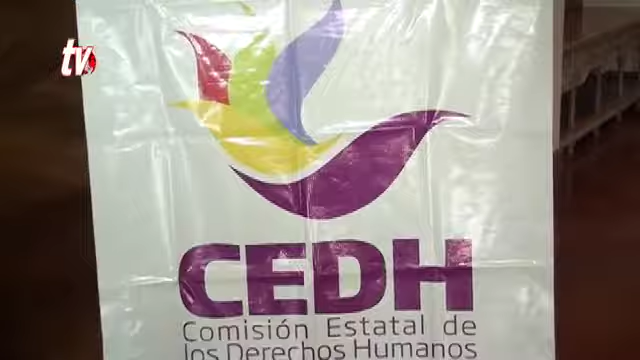 tv
CEDH
Comisión Estatal de
los Derechos Humanos